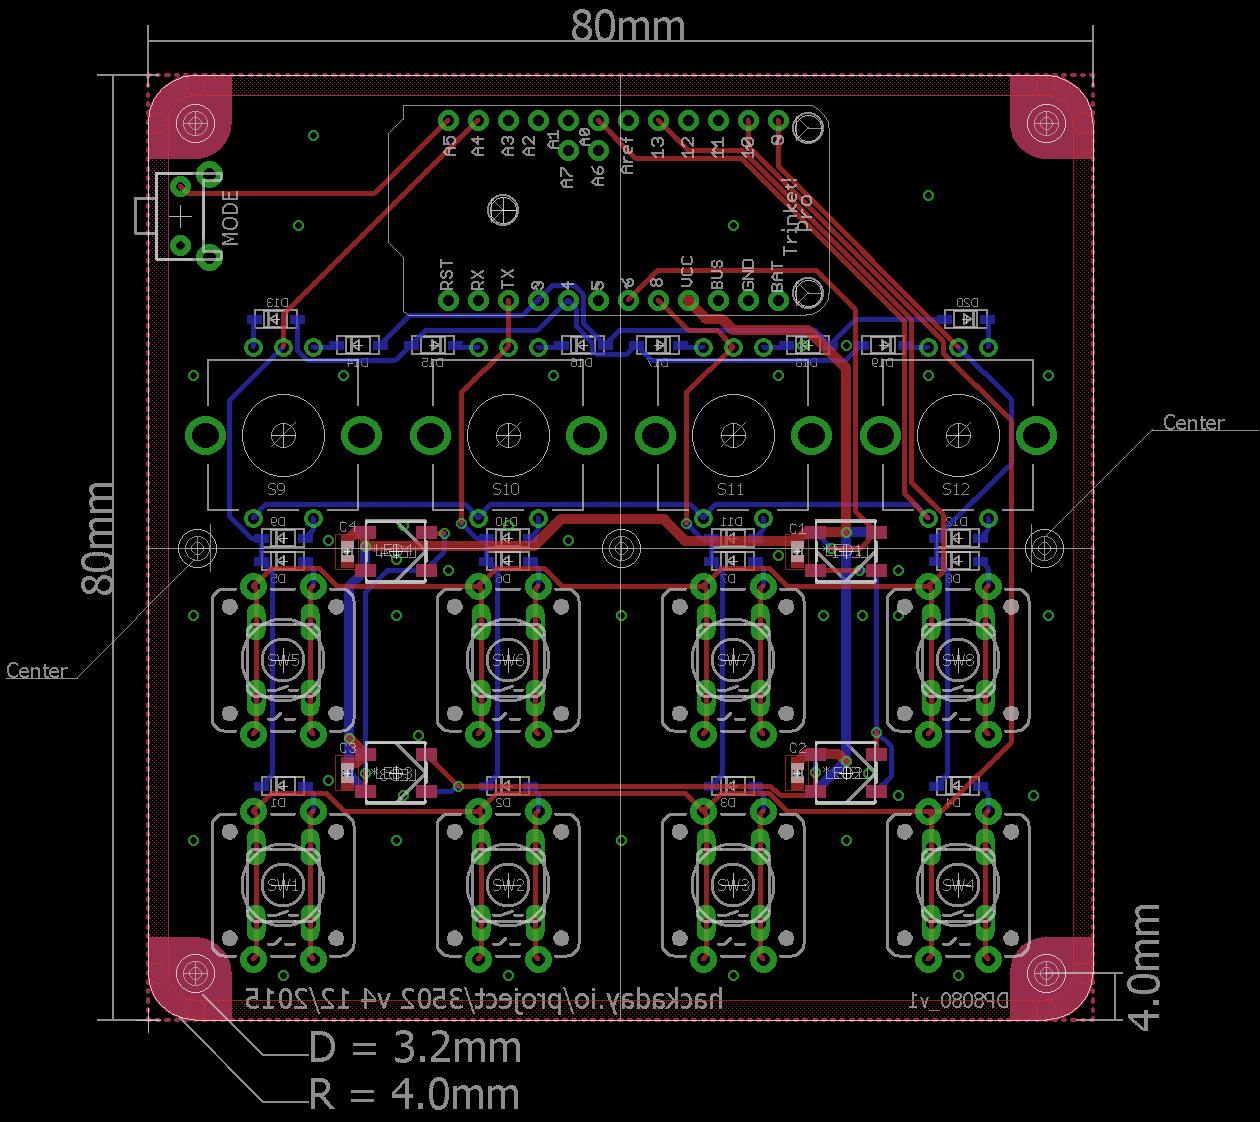 80mm
A5 A4 A3 A2 A1 A0 Aref 13 12 11 10 9
A7 A6
MODE
Trinket!
pro
RST RX TX 3 4 5 6 8 VCC BUS GND BAT
D13 D20
D14 D15 D16 D17 D18 D19
Center
80mm
S9 S10 S11 S12
D9 C4 D10 D11 C1 D12
LED4 LED1
D5 D6 D7 D8
SW5 SW6 SW7 SW8
Center
C3 C2
LED3 LED2
D1 D2 D3 D4
SW1 SW2 SW3 SW4
hackaday.io/project/3502 v4 12/2015
DP8080_v1
4.0mm
D = 3.2mm
R = 4.0mm